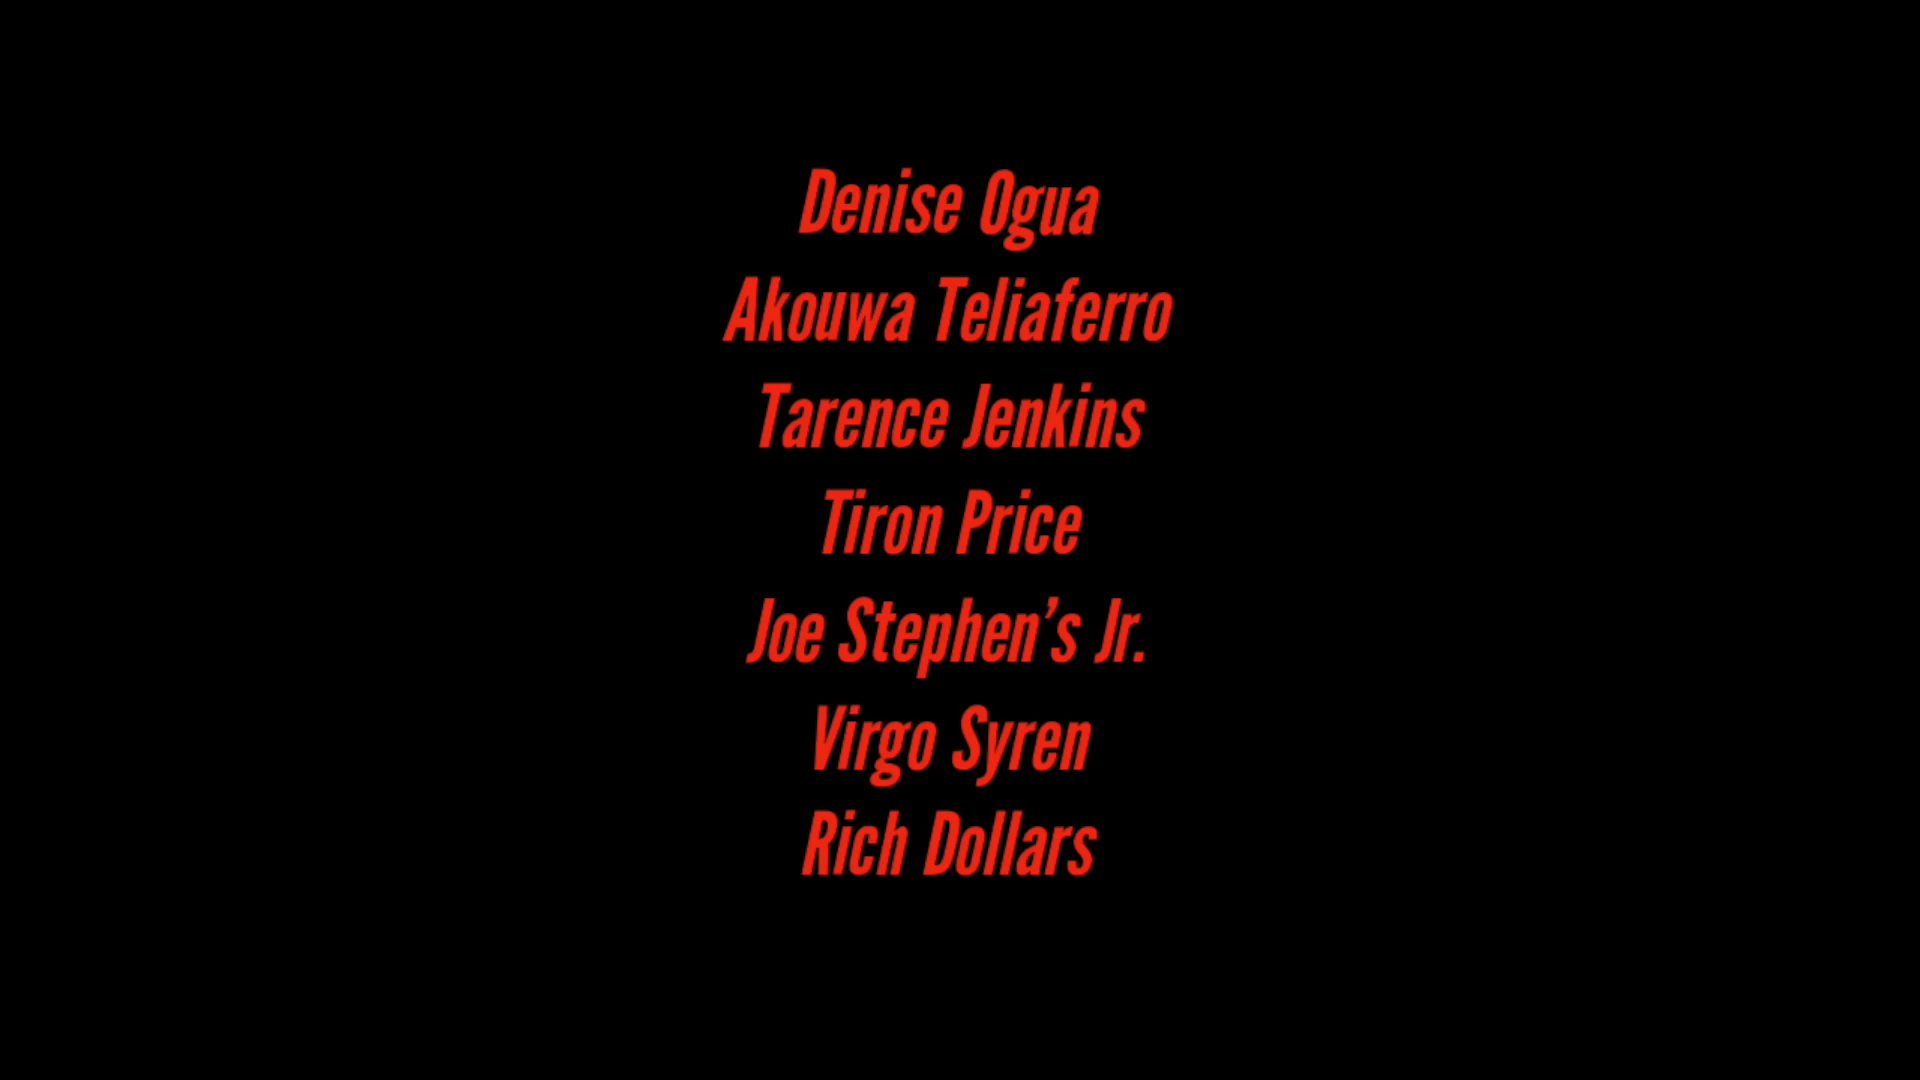 Denise Ogua
Akouwa Teliaferro
Tarence Jenkins
Tiron Price
Joe Stephen’s Jr.
Virgo Syren
Rich Dollars